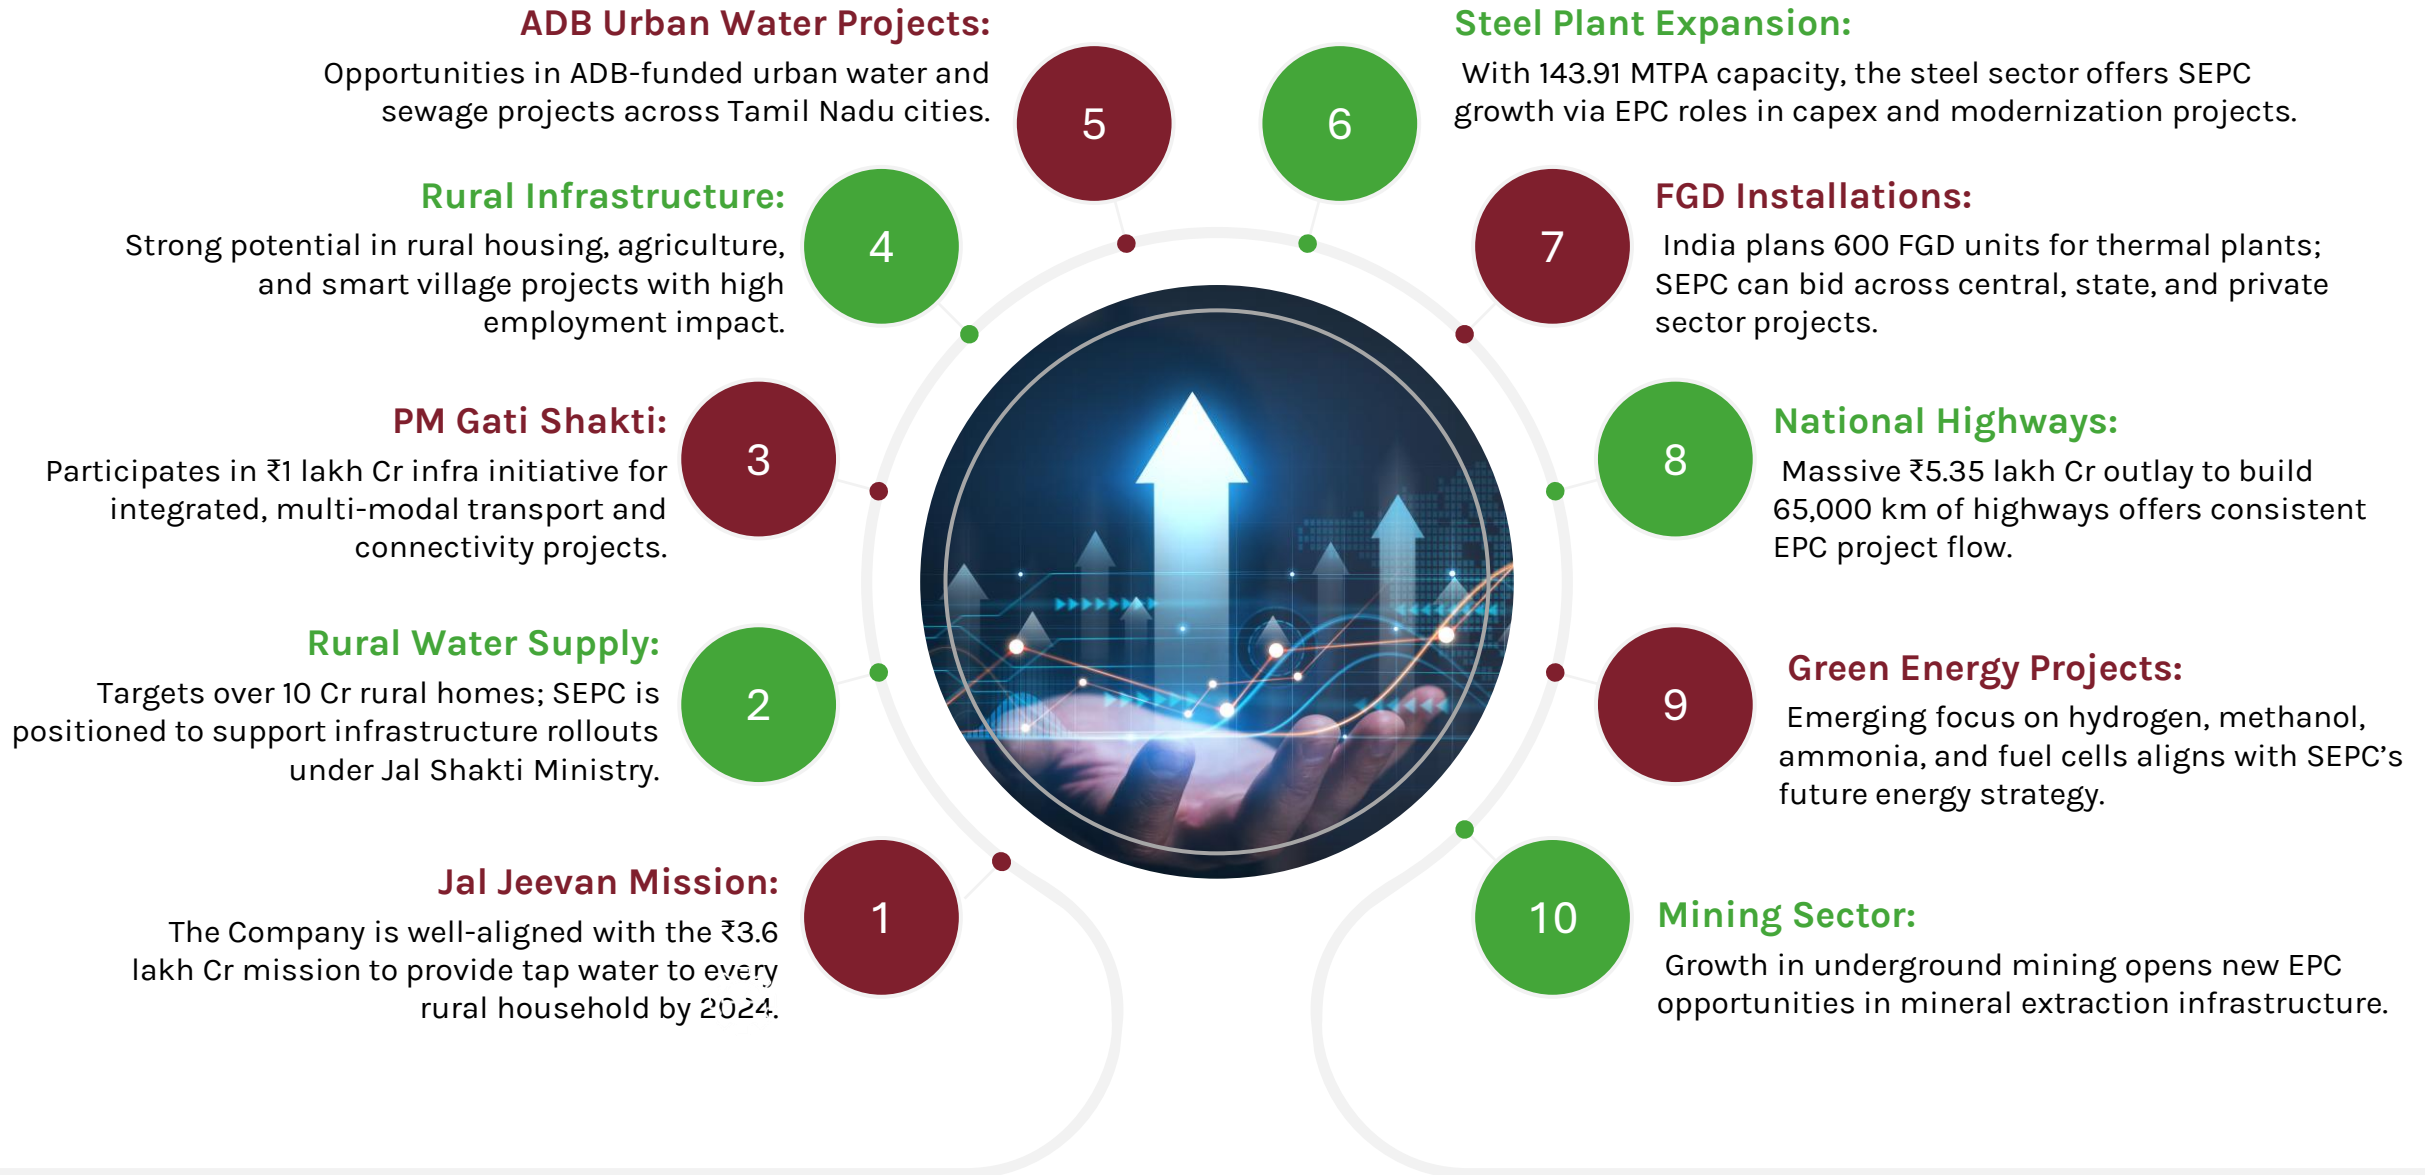 ADB Urban Water Projects:
Opportunities in ADB-funded urban water and
sewage projects across Tamil Nadu cities.
5
Rural Infrastructure:
Strong potential in rural housing, agriculture,
and smart village projects with high
employment impact.
4
PM Gati Shakti:
Participates in ₹1 lakh Cr infra initiative for
integrated, multi-modal transport and
connectivity projects.
3
Rural Water Supply:
Targets over 10 Cr rural homes; SEPC is
positioned to support infrastructure rollouts
under Jal Shakti Ministry.
2
Jal Jeevan Mission:
The Company is well-aligned with the ₹3.6
lakh Cr mission to provide tap water to every
rural household by 2024.
1
Steel Plant Expansion:
With 143.91 MTPA capacity, the steel sector offers SEPC
growth via EPC roles in capex and modernization projects.
6
FGD Installations:
India plans 600 FGD units for thermal plants;
SEPC can bid across central, state, and private
sector projects.
7
National Highways:
Massive ₹5.35 lakh Cr outlay to build
65,000 km of highways offers consistent
EPC project flow.
8
Green Energy Projects:
Emerging focus on hydrogen, methanol,
ammonia, and fuel cells aligns with SEPC’s
future energy strategy.
9
Mining Sector:
Growth in underground mining opens new EPC
opportunities in mineral extraction infrastructure.
10